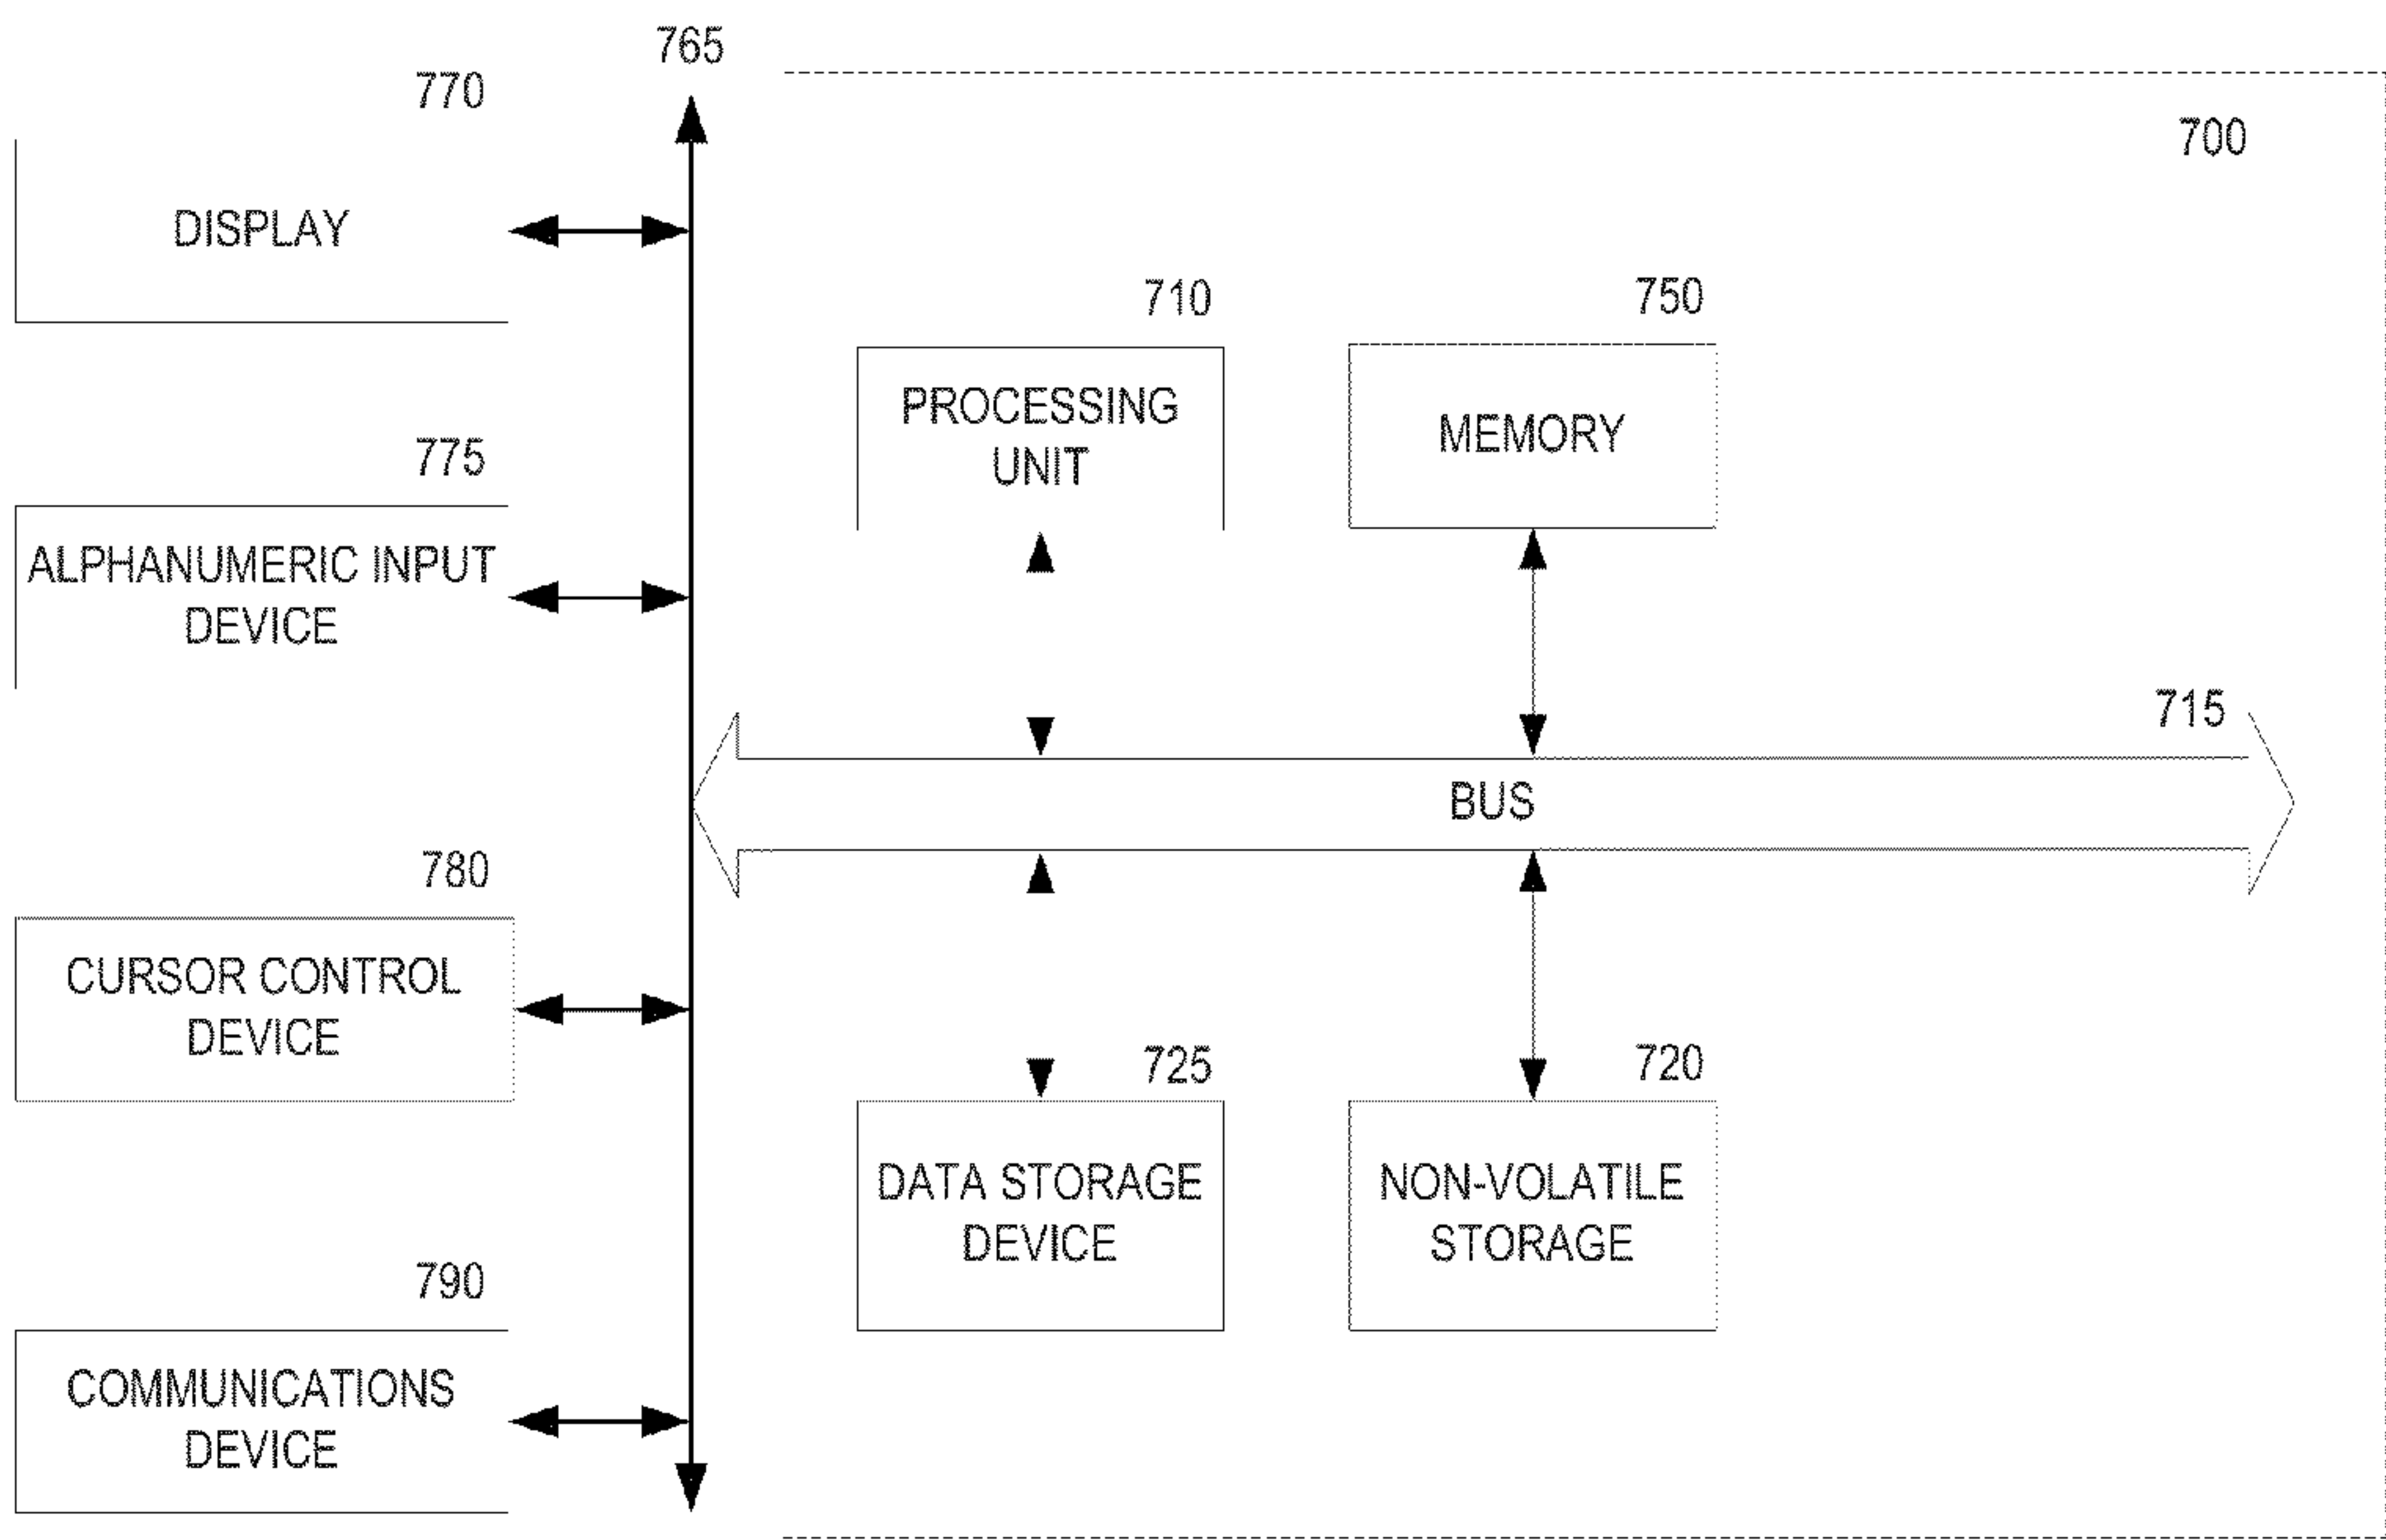 765
770
700
DISPLAY
710
750
PROCESSING
UNIT
MEMORY
775
ALPHANUMERIC INPUT
DEVICE
715
BUS
780
CURSOR CONTROL
DEVICE
725
720
DATA STORAGE
DEVICE
NON-VOLATILE
STORAGE
790
COMMUNICATIONS
DEVICE